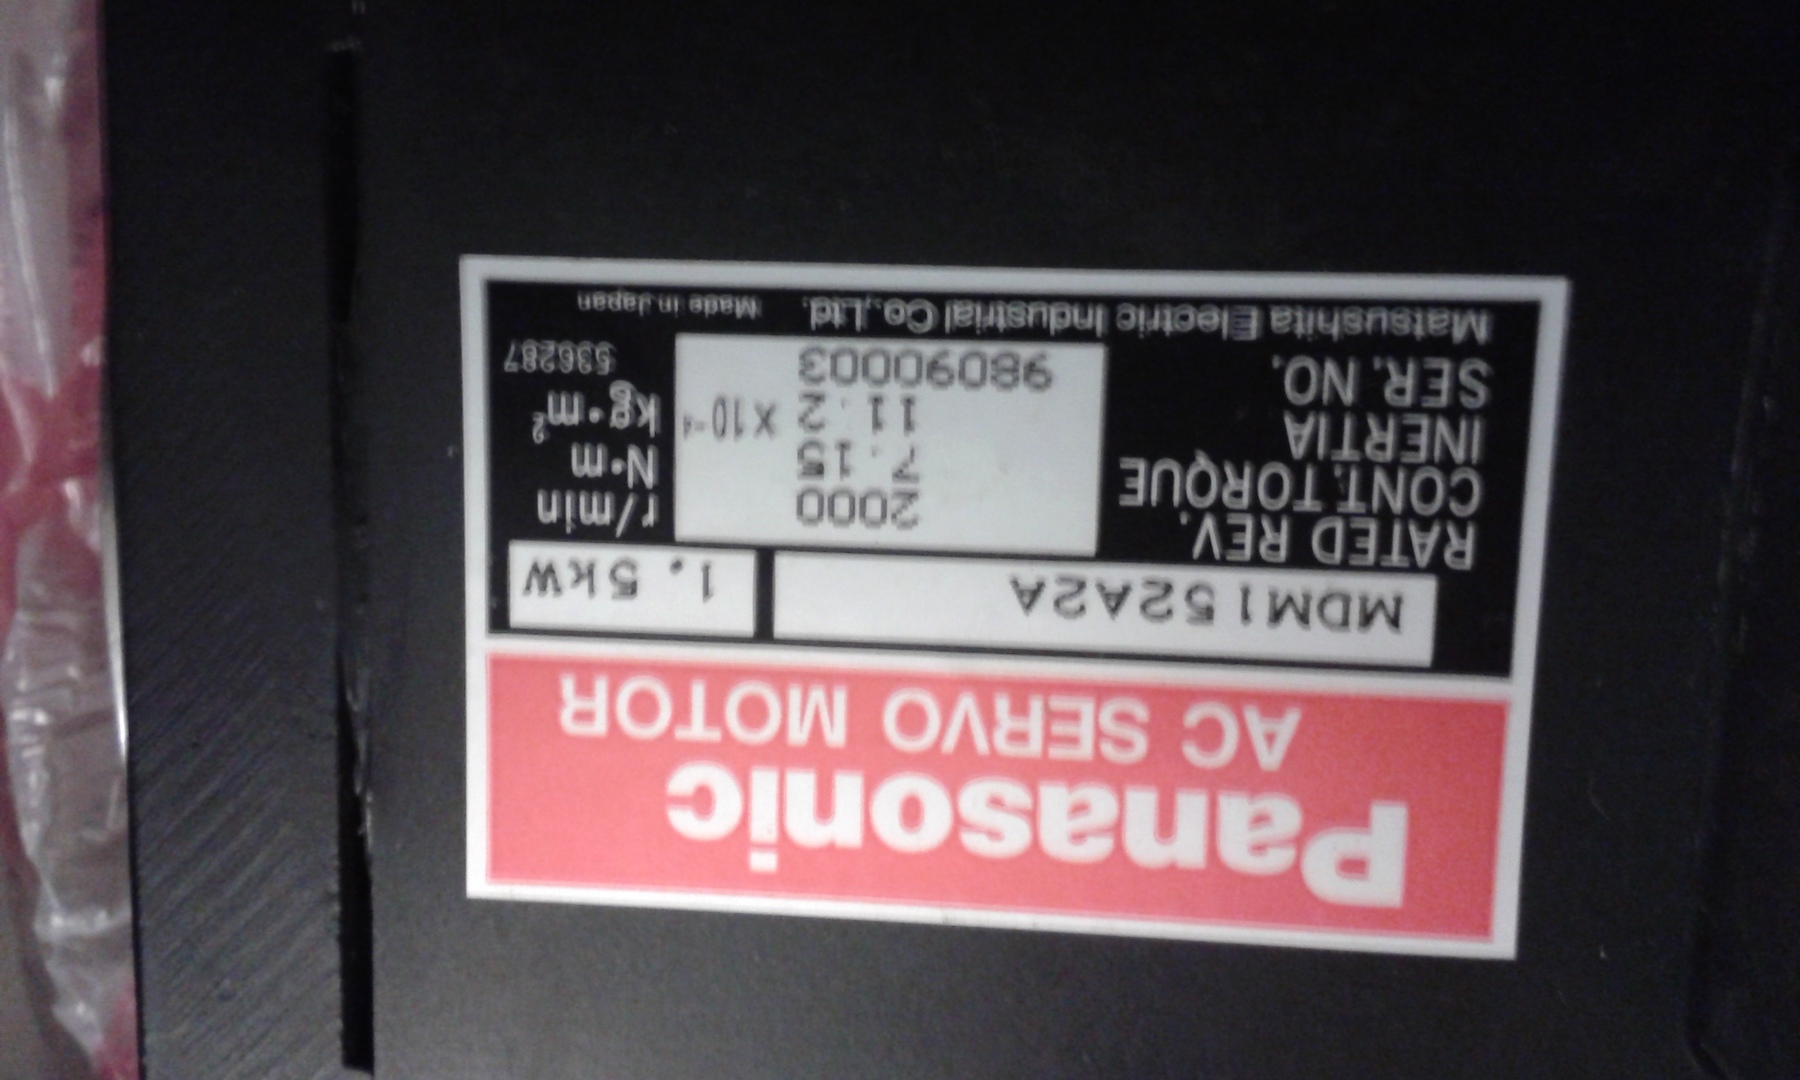 Panasonic
AC SERVO MOTOR
MDM152A2A 1.5kW
RATED REV. 2000 r/min
CONT. TORQUE 7.15 N·m
INERTIA 11.2 X10⁻⁴ kg·m²
SER. NO. 98090003 536287
Matsushita Electric Industrial Co.,Ltd. Made in Japan